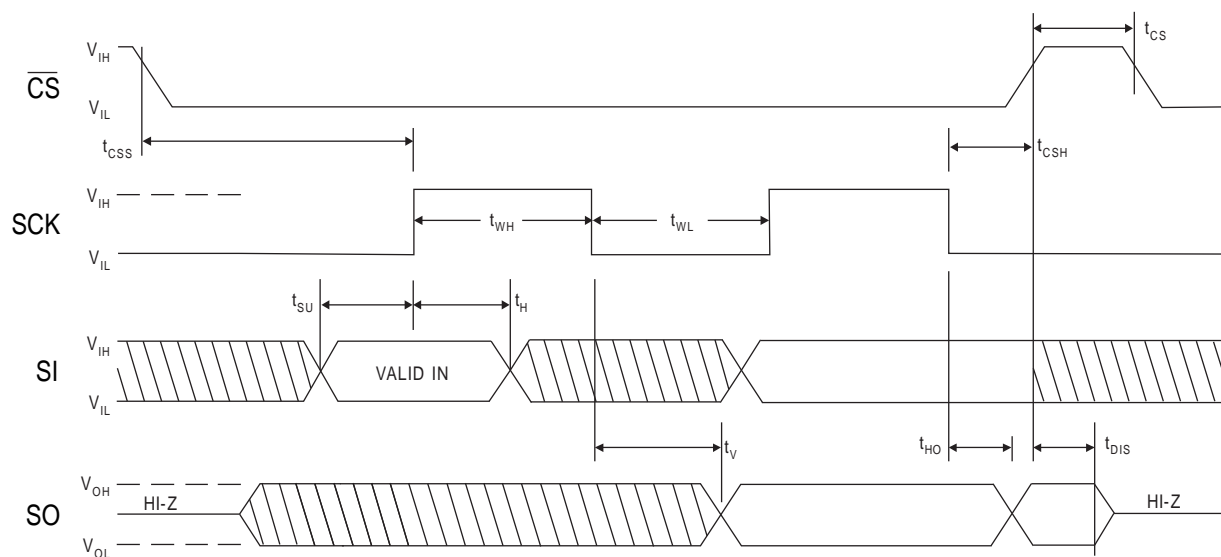 V_IH
t_CS
C̅S̅
V_IL
t_CSS
t_CSH
V_IH
SCK
t_WH
t_WL
V_IL
t_SU
t_H
V_IH
SI
VALID IN
V_IL
t_V
t_HO
t_DIS
V_OH
HI-Z
HI-Z
SO
V_OL